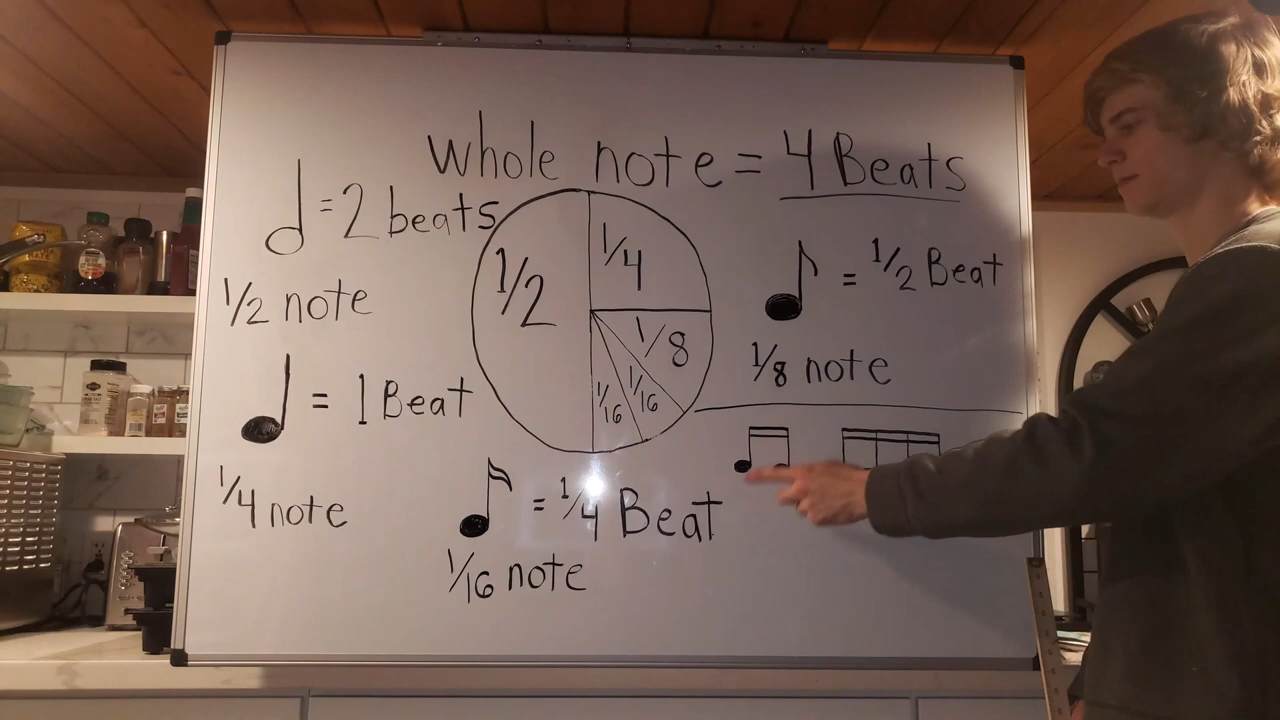 whole note = 4 Beats
= 2 beats
1/2 note
= 1 Beat
1/4 note
1/2
1/4
1/8
1/16
1/16
= 1/2 Beat
1/8 note
= 1/4 Beat
1/16 note